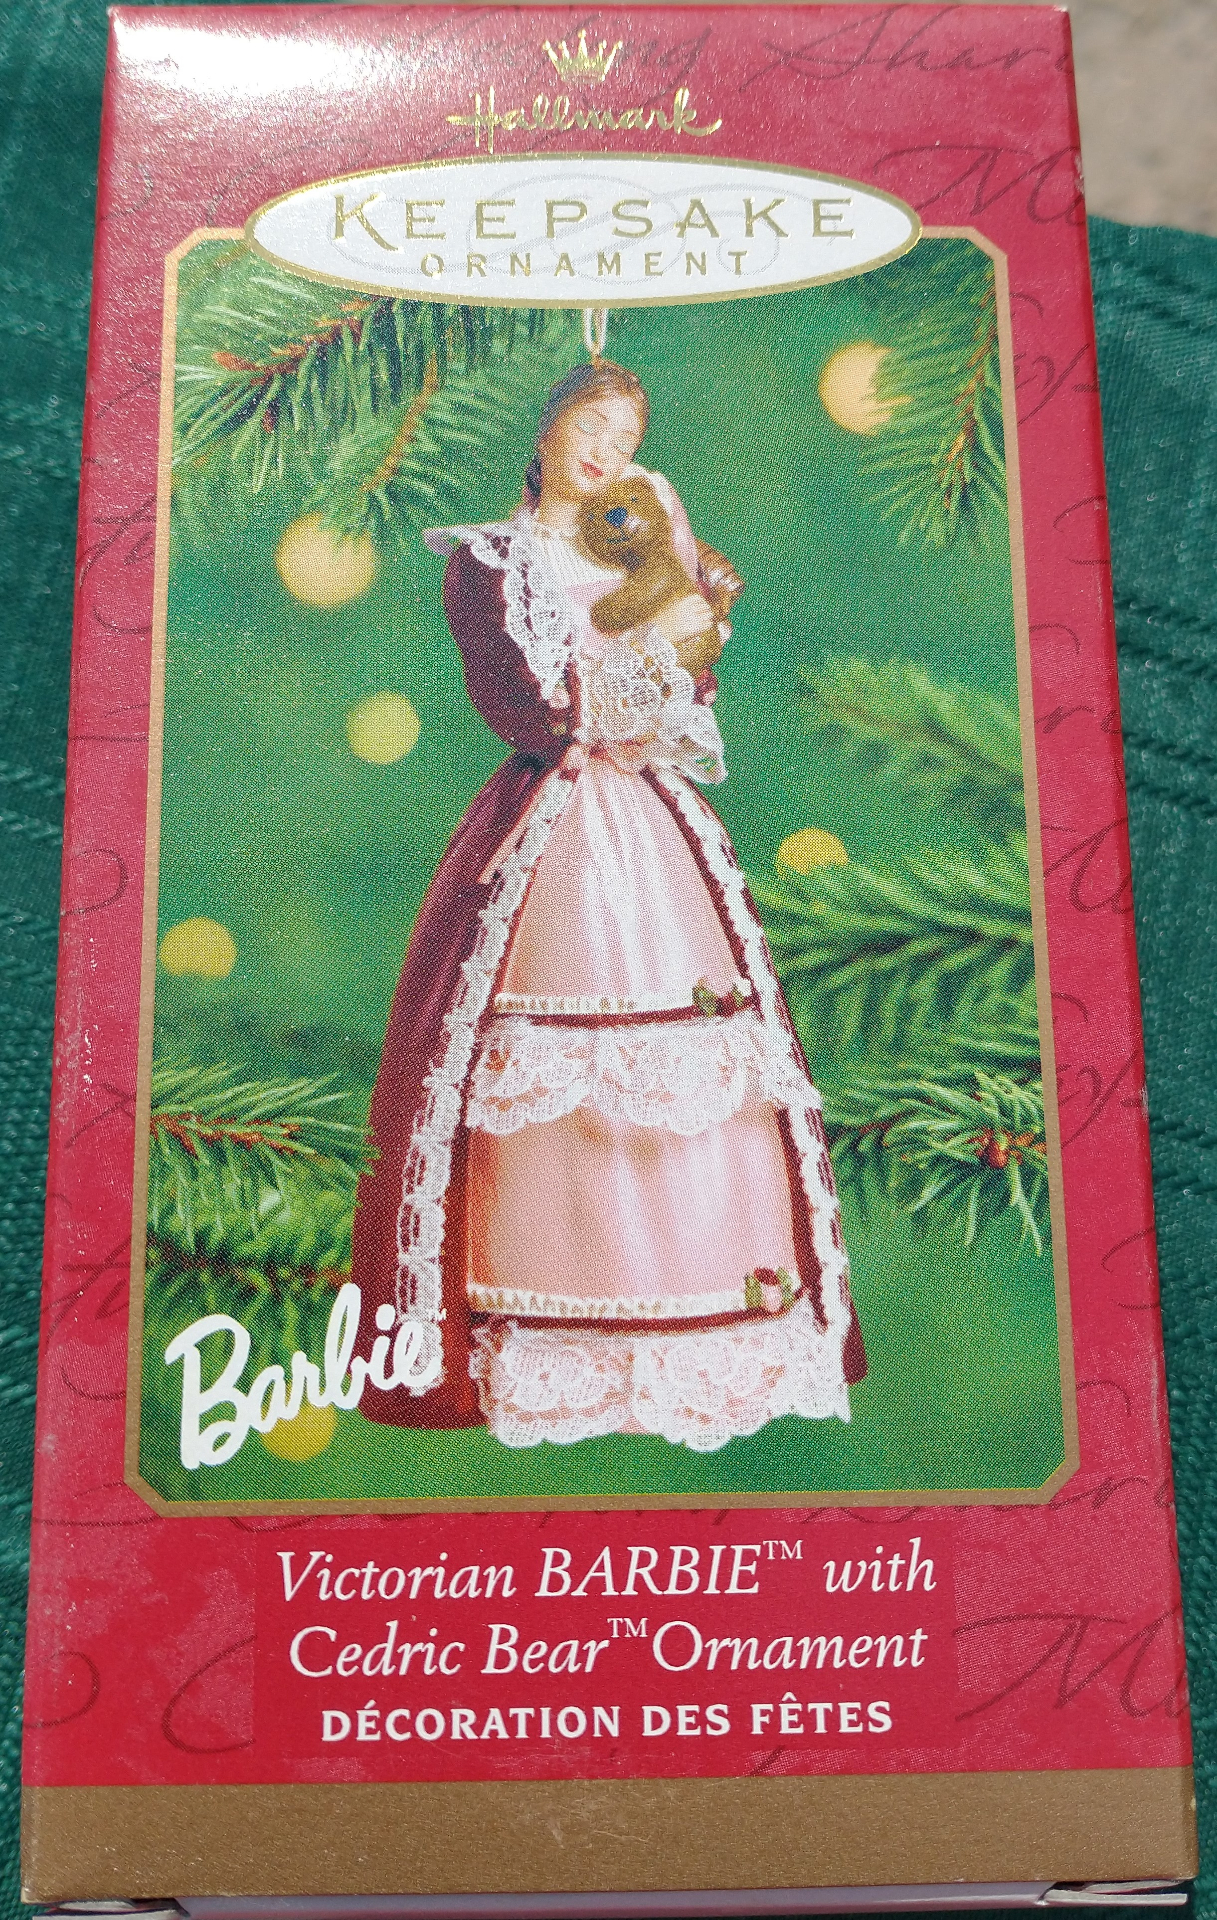 Hallmark
KEEPSAKE
ORNAMENT
Barbie™
Victorian BARBIE™ with
Cedric Bear™ Ornament
DÉCORATION DES FÊTES